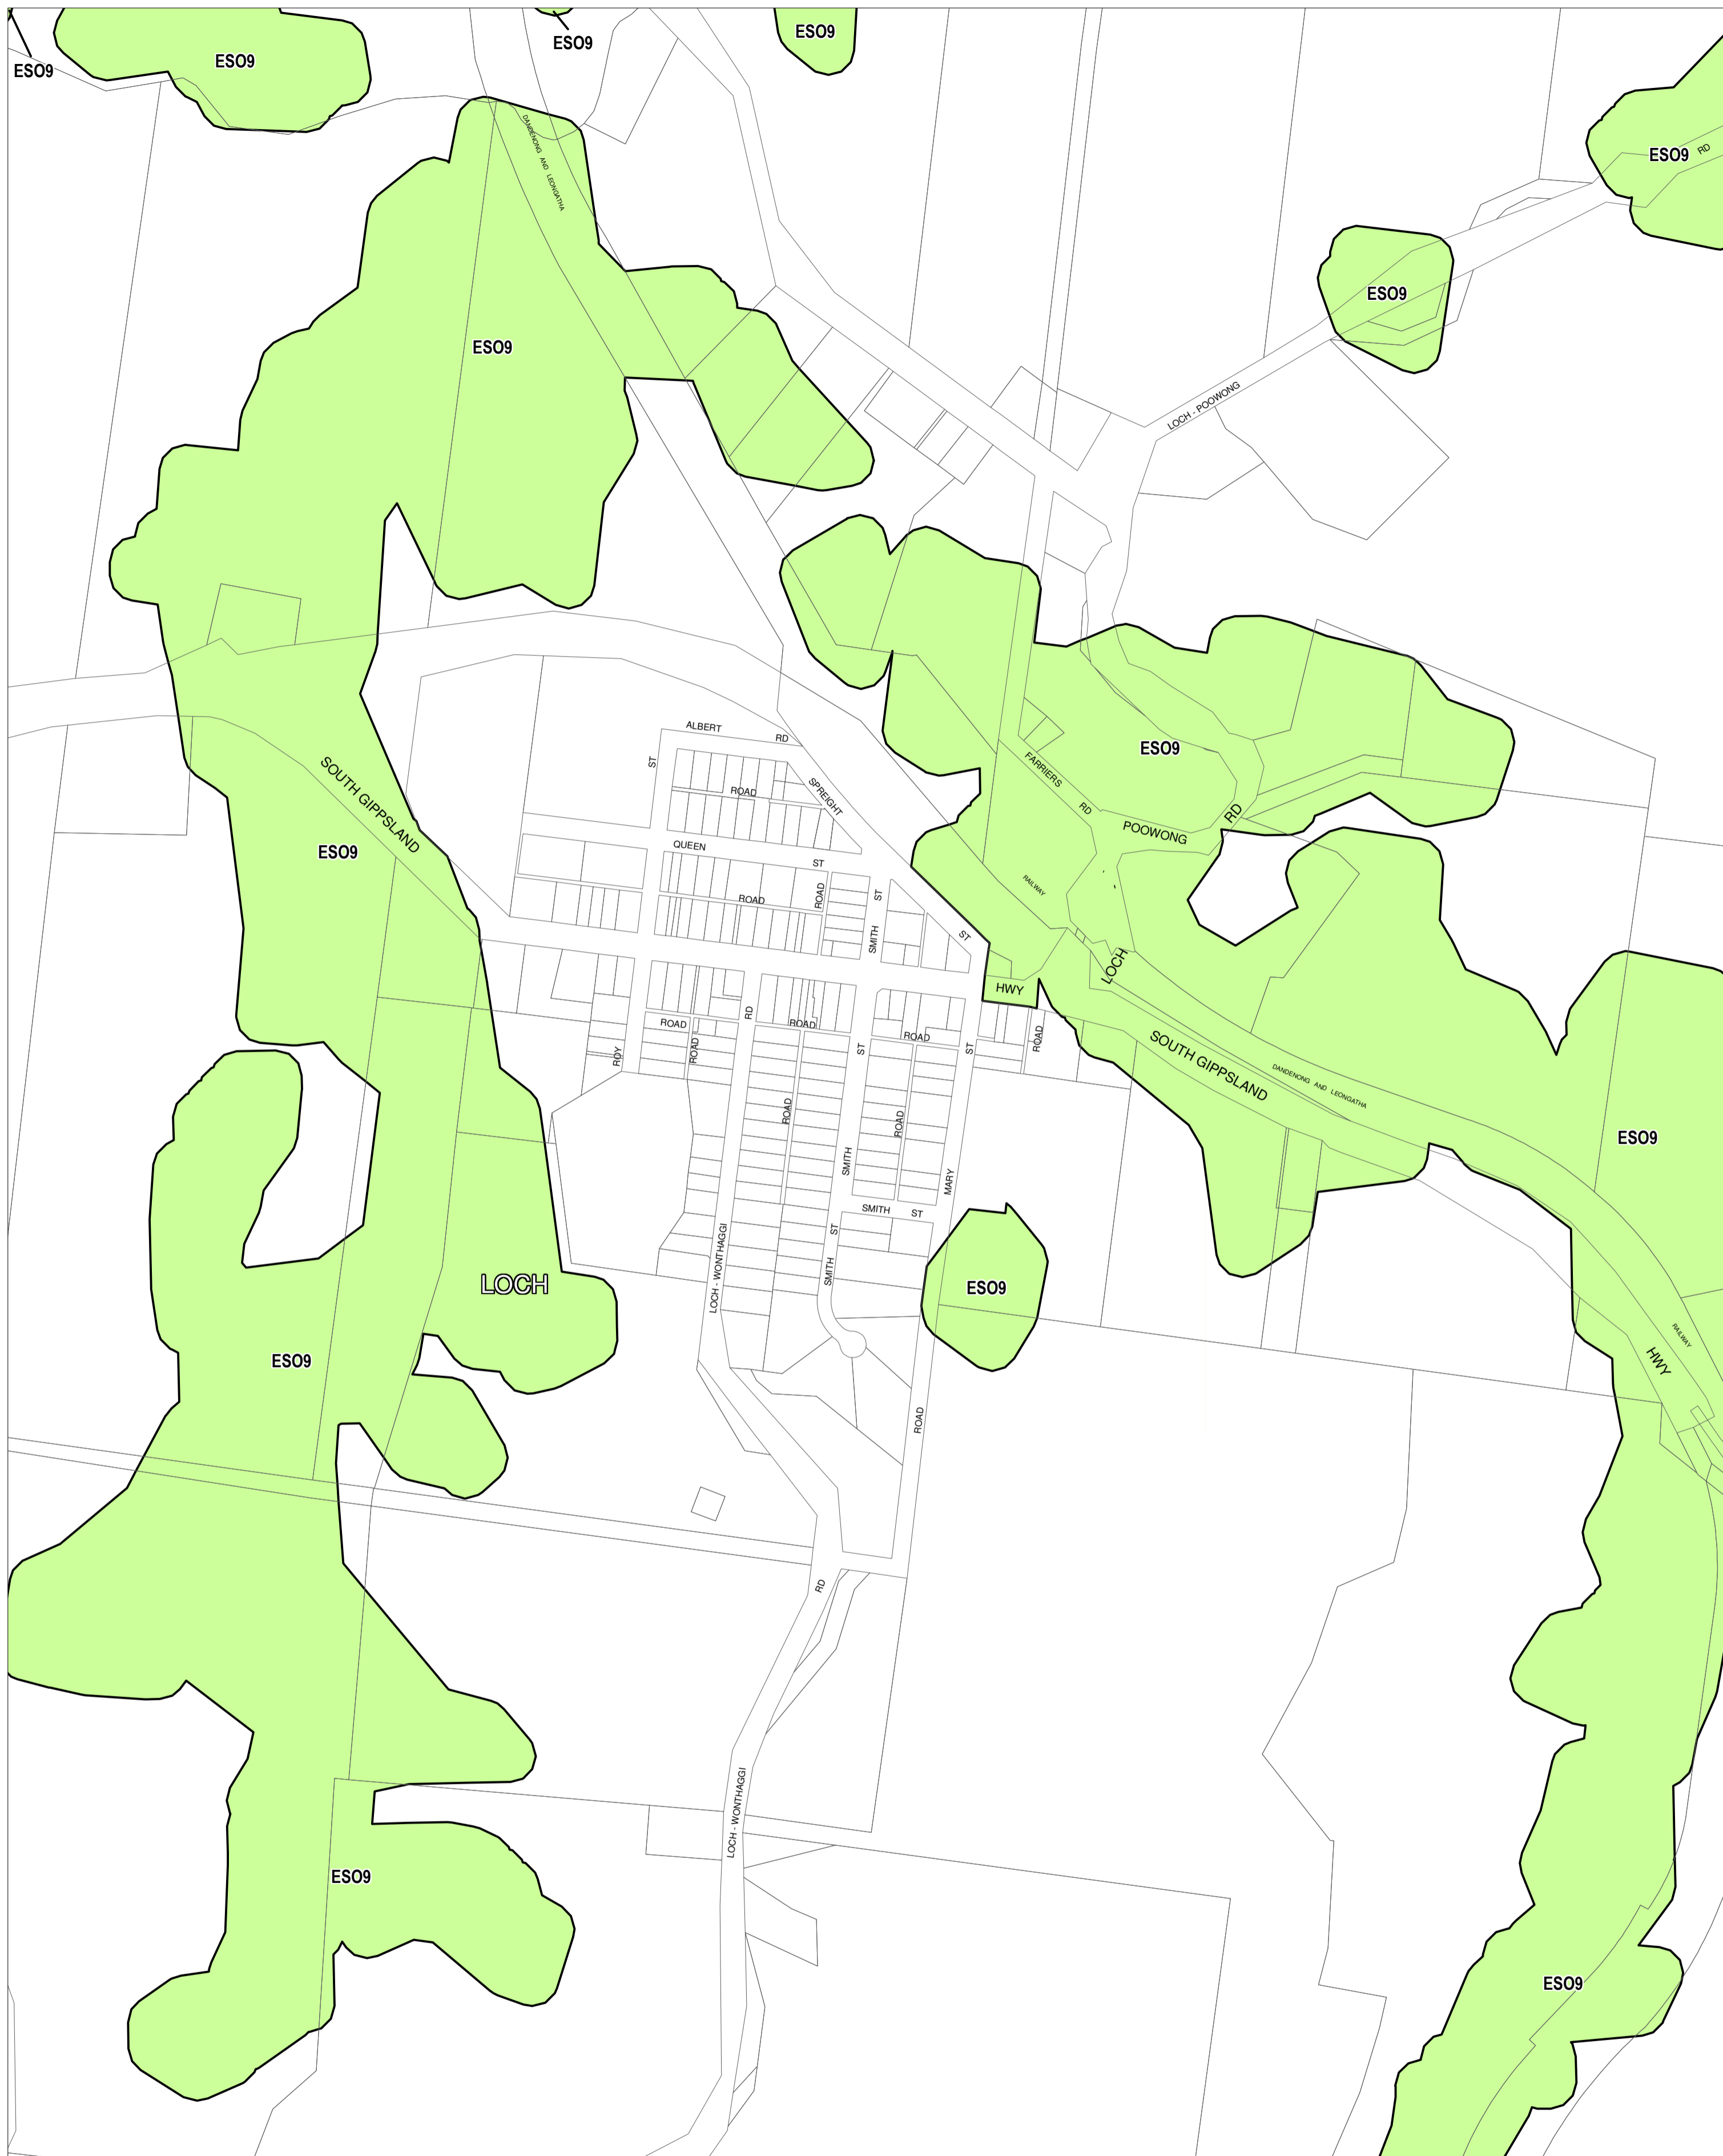 ESO9
ESO9
ESO9
ESO9
DANDENONG AND LEONGATHA
ESO9
RD
ESO9
ESO9
LOCH - POOWONG
ALBERT
RD
ST
SPREIGHT
ROAD
SOUTH GIPPSLAND
ESO9
FARRIERS
RD
POOWONG
RD
QUEEN
ST
ESO9
ROAD
ROAD
ST
RAILWAY
SMITH
ST
LOCH
HWY
RD
ROAD
ROAD
ROAD
ROAD
ROY
ROAD
ST
ST
SOUTH GIPPSLAND
DANDENONG AND LEONGATHA
ROAD
ROAD
ESO9
SMITH
MARY
SMITH
ST
ST
LOCH - WONTHAGGI
SMITH
LOCH
ESO9
RAILWAY
ESO9
HWY
ROAD
RD
LOCH - WONTHAGGI
ESO9
ESO9